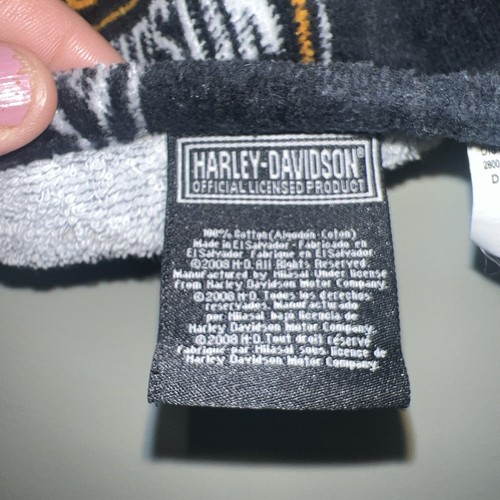 HARLEY-DAVIDSON®
OFFICIAL LICENSED PRODUCT
100% Cotton (Algodón-Coton)
Made in El Salvador - Fabricado en
El Salvador Fabriqué en El Salvador
©2008 H-D. All Rights Reserved.
Manufactured by Hilasal Under license
from Harley Davidson Motor Company.
©2008 H-D. Todos los derechos
reservados. Manufacturado
por Hilasal bajo licencia de
Harley Davidson Motor Company.
©2008 H-D. Tout droit réservé
Fabriqué par Hilasal sous licence de
Harley Davidson Motor Company.
2800
D